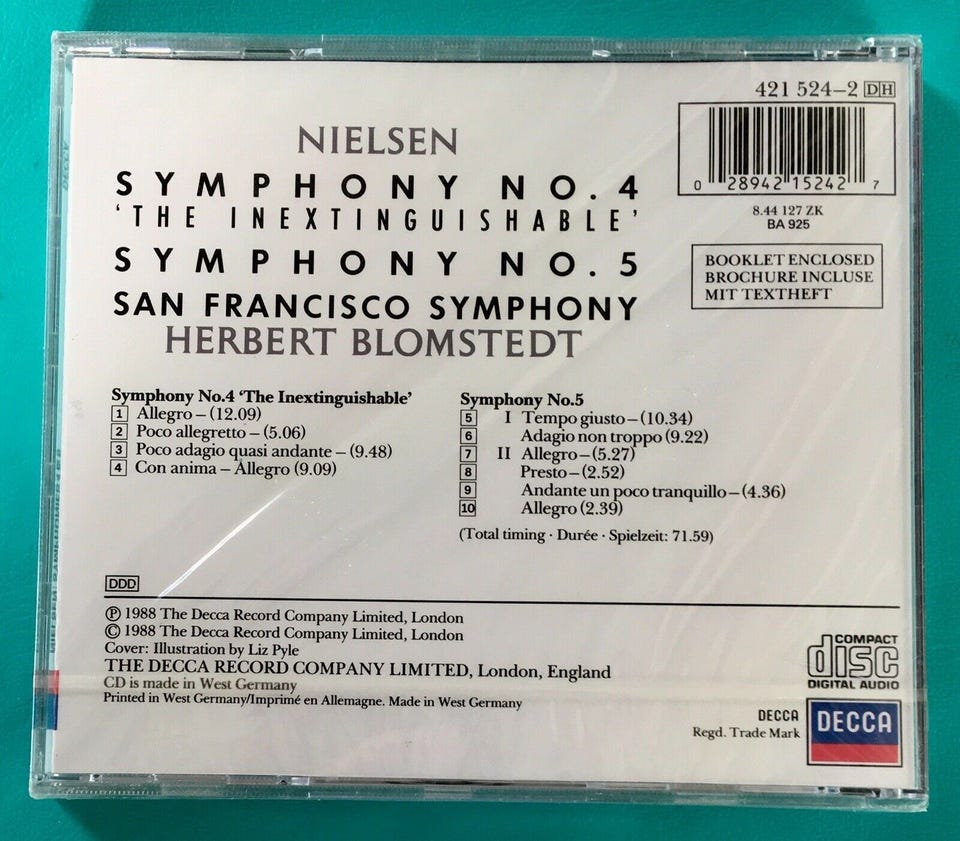 421 524-2 DH
0 28942 15242 7
8.44 127 ZK
BA 925
BOOKLET ENCLOSED
BROCHURE INCLUSE
MIT TEXTHEFT
NIELSEN
SYMPHONY NO.4
‘THE INEXTINGUISHABLE’
SYMPHONY NO.5
SAN FRANCISCO SYMPHONY
HERBERT BLOMSTEDT
Symphony No.4 ‘The Inextinguishable’
1 Allegro – (12.09)
2 Poco allegretto – (5.06)
3 Poco adagio quasi andante – (9.48)
4 Con anima – Allegro (9.09)
Symphony No.5
5 I Tempo giusto – (10.34)
6 Adagio non troppo (9.22)
7 II Allegro – (5.27)
8 Presto – (2.52)
9 Andante un poco tranquillo – (4.36)
10 Allegro (2.39)
(Total timing · Durée · Spielzeit: 71.59)
DDD
℗ 1988 The Decca Record Company Limited, London
© 1988 The Decca Record Company Limited, London
Cover: Illustration by Liz Pyle
THE DECCA RECORD COMPANY LIMITED, London, England
CD is made in West Germany
Printed in West Germany/Imprimé en Allemagne. Made in West Germany
COMPACT
disc
DIGITAL AUDIO
DECCA
Regd. Trade Mark
DECCA